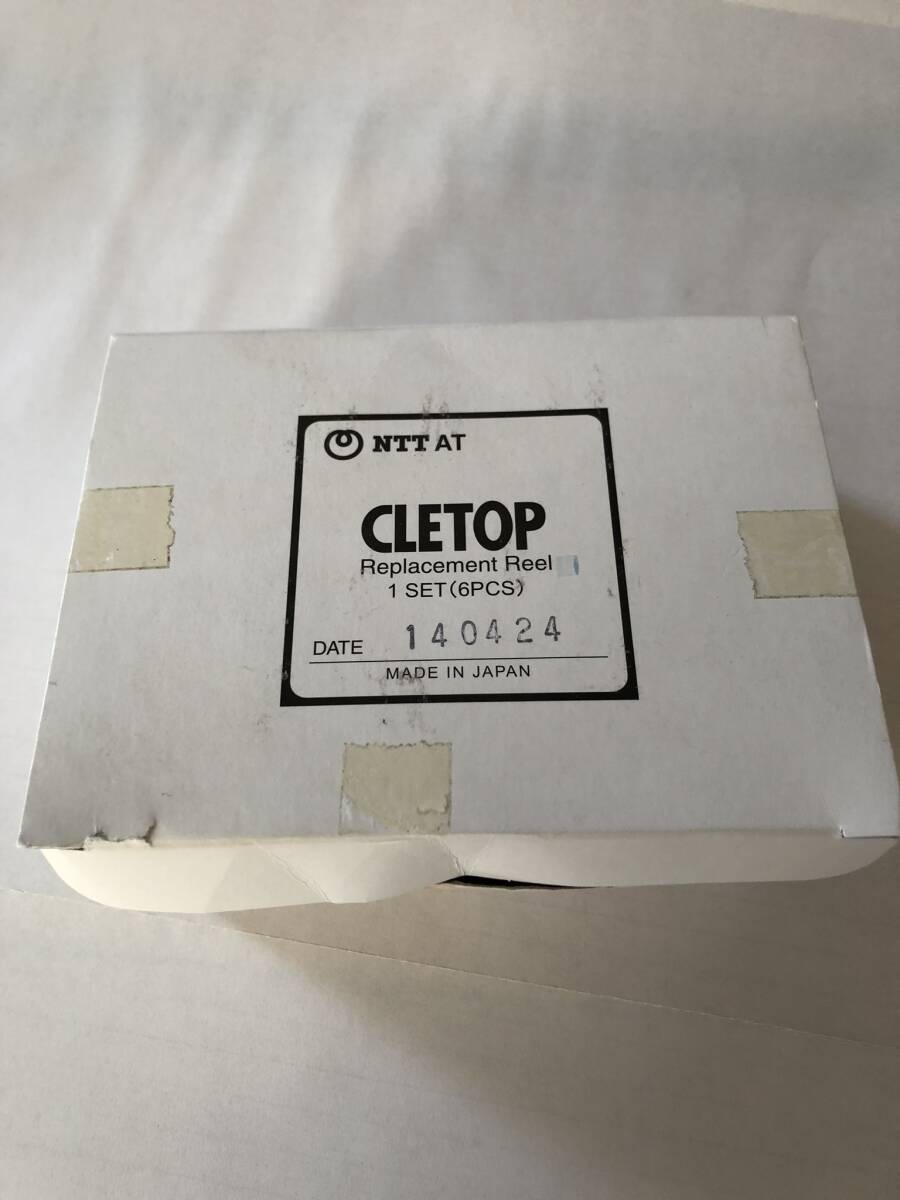 NTT AT
CLETOP
Replacement Reel
1 SET(6PCS)
DATE 140424
MADE IN JAPAN